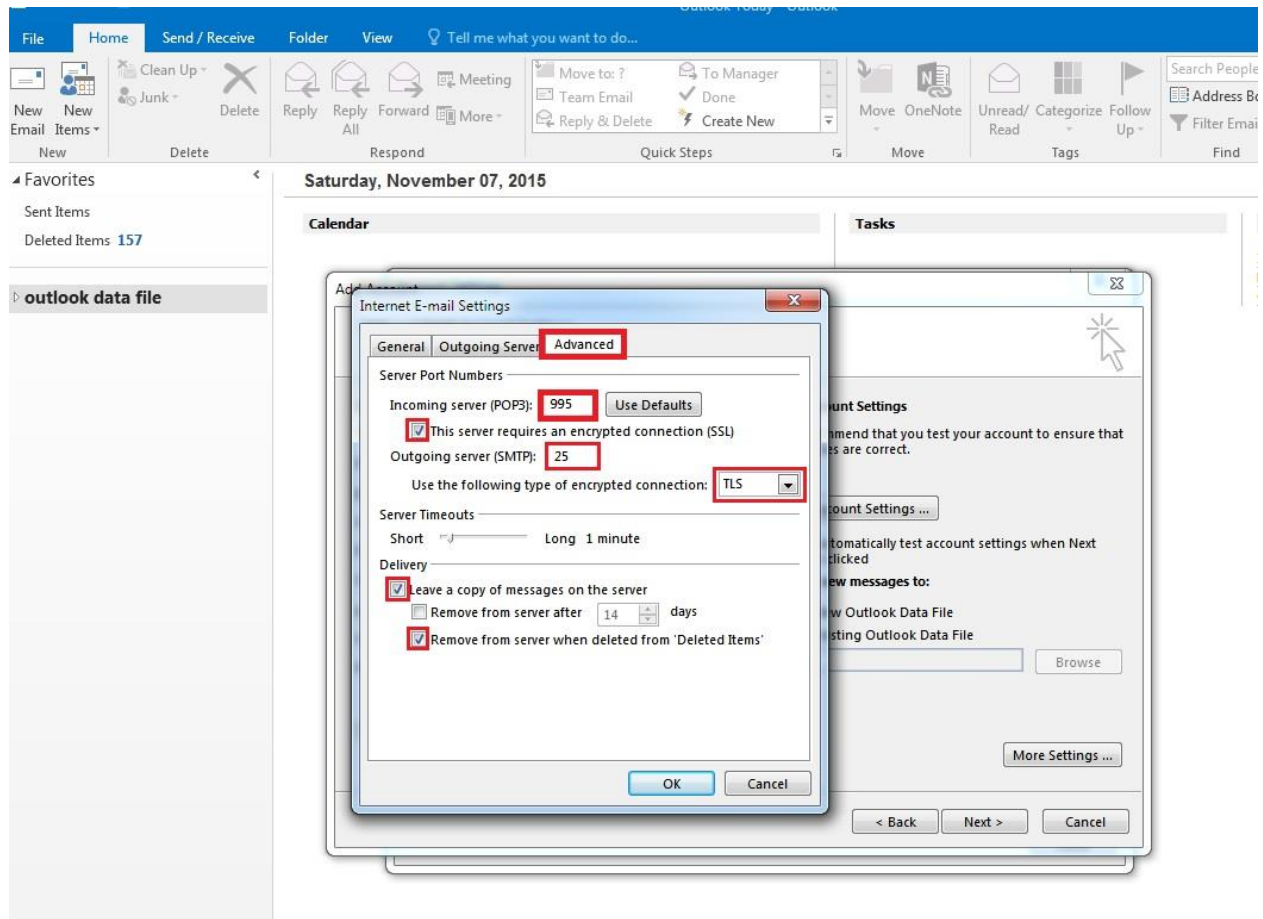 Outlook Today - Outlook
File Home Send / Receive Folder View Tell me what you want to do...
New Email
New Items
Clean Up
Junk
Delete
Reply
Reply All
Forward
Meeting
More
Move to: ?
Team Email
Reply & Delete
To Manager
Done
Create New
Move
OneNote
Unread/ Read
Categorize
Follow Up
Search People
Address Bo
Filter Emai
New Delete Respond Quick Steps Move Tags Find
Favorites
Sent Items
Deleted Items 157
outlook data file
Saturday, November 07, 2015
Calendar Tasks
Add Account
Internet E-mail Settings
General Outgoing Server Advanced
Server Port Numbers
Incoming server (POP3): 995 Use Defaults
This server requires an encrypted connection (SSL)
Outgoing server (SMTP): 25
Use the following type of encrypted connection: TLS
Server Timeouts
Short Long 1 minute
Delivery
Leave a copy of messages on the server
Remove from server after 14 days
Remove from server when deleted from 'Deleted Items'
OK Cancel
unt Settings
mmend that you test your account to ensure that
es are correct.
ount Settings ...
tomatically test account settings when Next
clicked
ew messages to:
w Outlook Data File
sting Outlook Data File
Browse
More Settings ...
< Back Next > Cancel